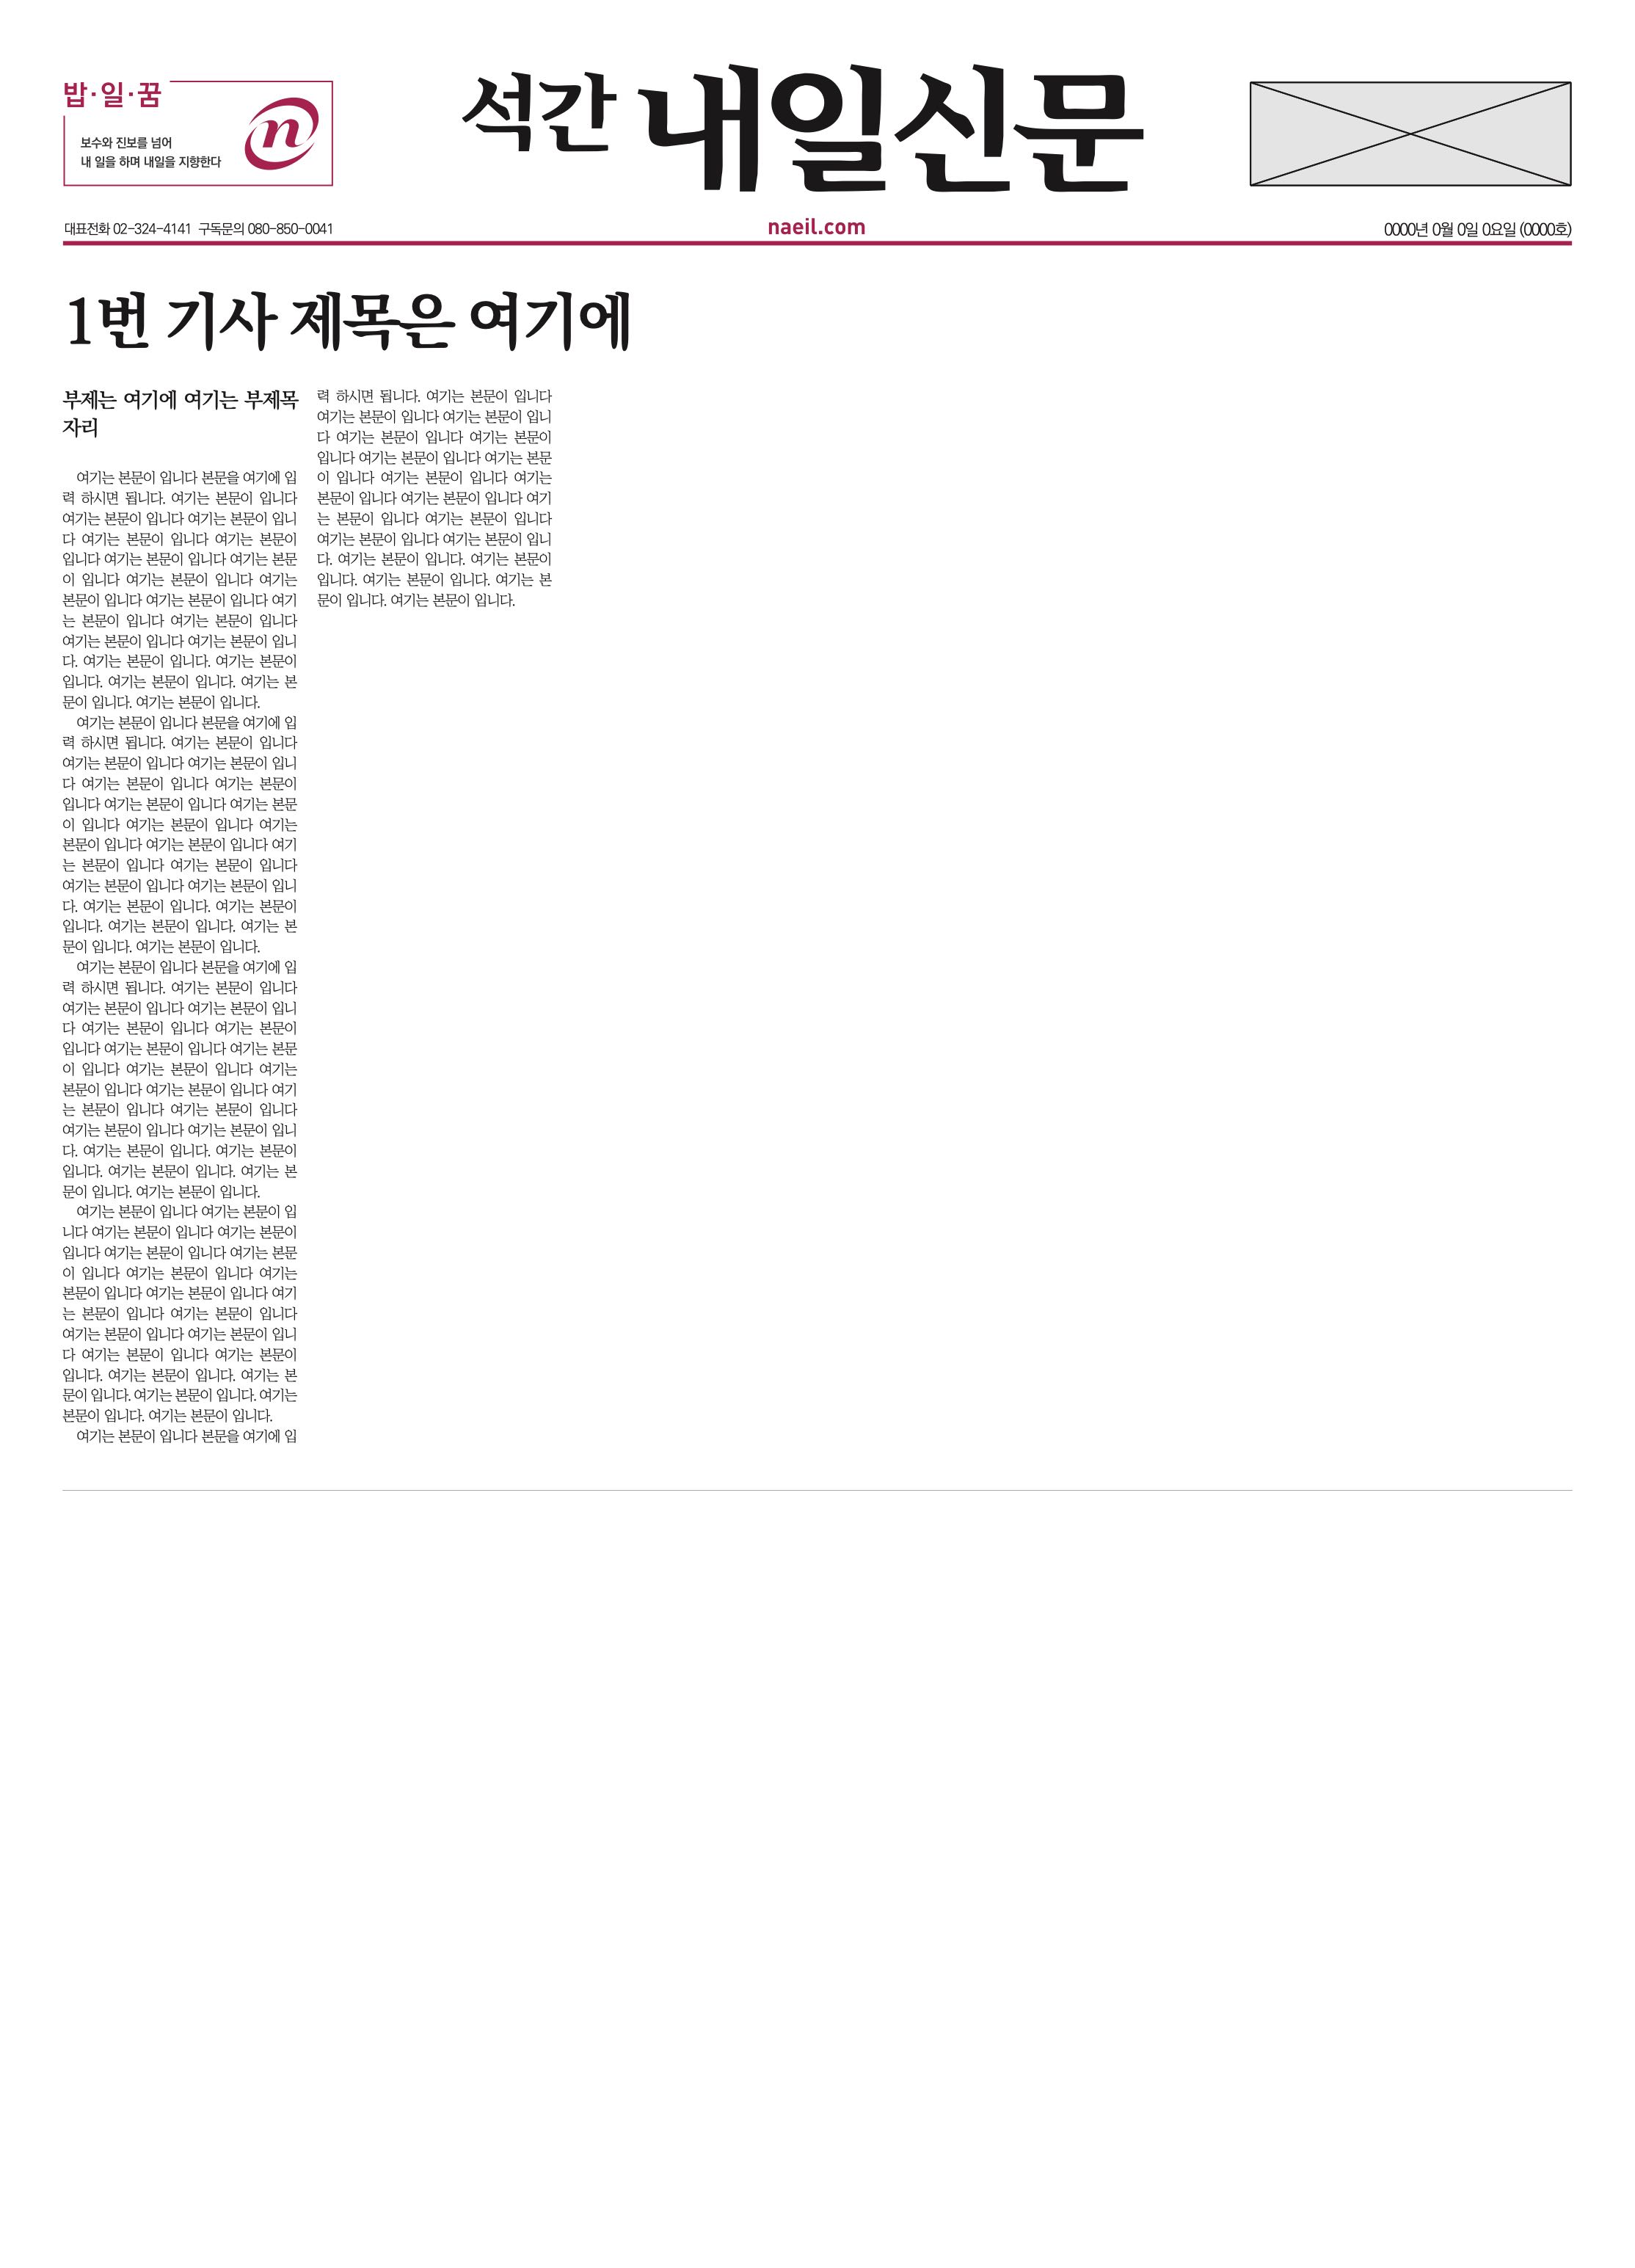 밥·일·꿈
보수와 진보를 넘어
내 일을 하며 내일을 지향한다
n
석간 내일신문
대표전화 02-324-4141 구독문의 080-850-0041
naeil.com
0000년 0월 0일 0요일 (0000호)
1번 기사 제목은 여기에
부제는 여기에 여기는 부제목
자리
여기는 본문이 입니다 본문을 여기에 입
력 하시면 됩니다. 여기는 본문이 입니다
여기는 본문이 입니다 여기는 본문이 입니
다 여기는 본문이 입니다 여기는 본문이
입니다 여기는 본문이 입니다 여기는 본문
이 입니다 여기는 본문이 입니다 여기는
본문이 입니다 여기는 본문이 입니다 여기
는 본문이 입니다 여기는 본문이 입니다
여기는 본문이 입니다 여기는 본문이 입니
다. 여기는 본문이 입니다. 여기는 본문이
입니다. 여기는 본문이 입니다. 여기는 본
문이 입니다. 여기는 본문이 입니다.
여기는 본문이 입니다 본문을 여기에 입
력 하시면 됩니다. 여기는 본문이 입니다
여기는 본문이 입니다 여기는 본문이 입니
다 여기는 본문이 입니다 여기는 본문이
입니다 여기는 본문이 입니다 여기는 본문
이 입니다 여기는 본문이 입니다 여기는
본문이 입니다 여기는 본문이 입니다 여기
는 본문이 입니다 여기는 본문이 입니다
여기는 본문이 입니다 여기는 본문이 입니
다. 여기는 본문이 입니다. 여기는 본문이
입니다. 여기는 본문이 입니다. 여기는 본
문이 입니다. 여기는 본문이 입니다.
여기는 본문이 입니다 본문을 여기에 입
력 하시면 됩니다. 여기는 본문이 입니다
여기는 본문이 입니다 여기는 본문이 입니
다 여기는 본문이 입니다 여기는 본문이
입니다 여기는 본문이 입니다 여기는 본문
이 입니다 여기는 본문이 입니다 여기는
본문이 입니다 여기는 본문이 입니다 여기
는 본문이 입니다 여기는 본문이 입니다
여기는 본문이 입니다 여기는 본문이 입니
다. 여기는 본문이 입니다. 여기는 본문이
입니다. 여기는 본문이 입니다. 여기는 본
문이 입니다. 여기는 본문이 입니다.
여기는 본문이 입니다 여기는 본문이 입
니다 여기는 본문이 입니다 여기는 본문이
입니다 여기는 본문이 입니다 여기는 본문
이 입니다 여기는 본문이 입니다 여기는
본문이 입니다 여기는 본문이 입니다 여기
는 본문이 입니다 여기는 본문이 입니다
여기는 본문이 입니다 여기는 본문이 입니
다 여기는 본문이 입니다 여기는 본문이
입니다. 여기는 본문이 입니다. 여기는 본
문이 입니다. 여기는 본문이 입니다. 여기는
본문이 입니다. 여기는 본문이 입니다.
여기는 본문이 입니다 본문을 여기에 입
력 하시면 됩니다. 여기는 본문이 입니다
여기는 본문이 입니다 여기는 본문이 입니
다 여기는 본문이 입니다 여기는 본문이
입니다 여기는 본문이 입니다 여기는 본문
이 입니다 여기는 본문이 입니다 여기는
본문이 입니다 여기는 본문이 입니다 여기
는 본문이 입니다 여기는 본문이 입니다
여기는 본문이 입니다 여기는 본문이 입니
다. 여기는 본문이 입니다. 여기는 본문이
입니다. 여기는 본문이 입니다. 여기는 본
문이 입니다. 여기는 본문이 입니다.